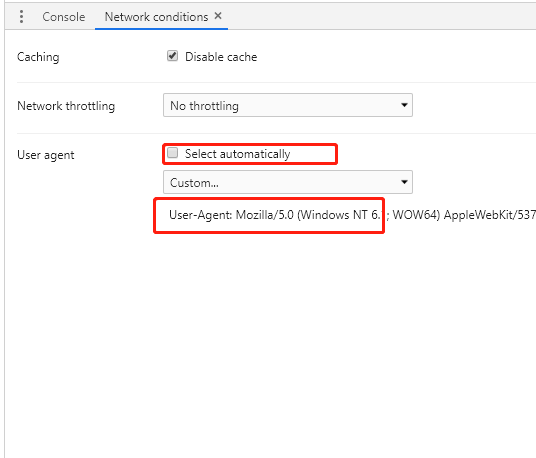 Console Network conditions
Caching Disable cache
Network throttling No throttling
User agent Select automatically
Custom...
User-Agent: Mozilla/5.0 (Windows NT 6. ; WOW64) AppleWebKit/537